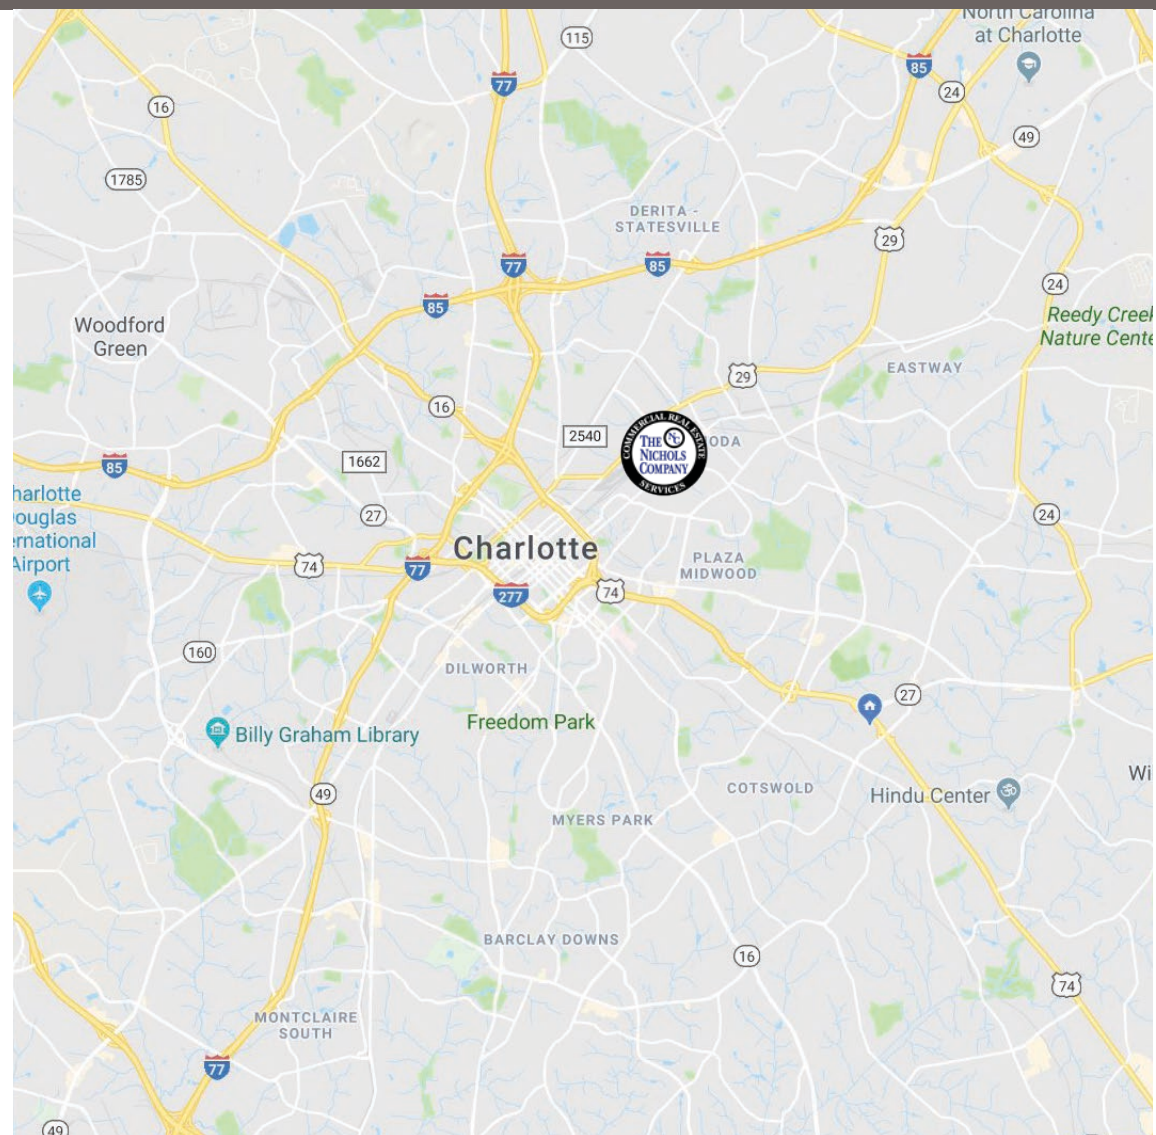 North Carolina
at Charlotte
115
77
85
24
16
49
1785
DERITA -
STATESVILLE
29
77
85
24
85
Reedy Creek
Nature Cente
Woodford
Green
EASTWAY
29
16
2540
COMMERCIAL REAL ESTATE
THE NC
NICHOLS
COMPANY
SERVICES
ODA
1662
85
harlotte
ouglas
ernational
Airport
27
24
Charlotte
74
77
PLAZA
MIDWOOD
277
74
160
DILWORTH
27
Freedom Park
Billy Graham Library
Wi
COTSWOLD
49
Hindu Center
MYERS PARK
BARCLAY DOWNS
16
74
MONTCLAIRE
SOUTH
77
49